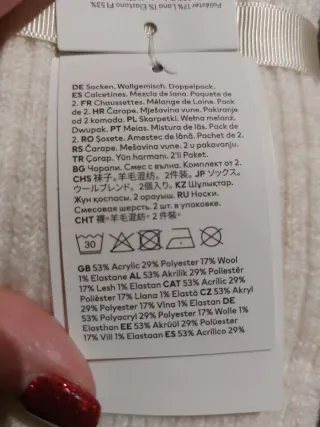 Polyester 17% Lana 1% Elastano FI 53%
DE Socken. Wollgemisch. Doppelpack.
ES Calcetines. Mezcla de lana. Paquete de
2. FR Chaussettes. Mélange de Laine. Pack
de 2. HR Čarape. Mješavina vune. Pakiranje
od 2 komada. PL Skarpetki. Wełna melanż.
Dwupak. PT Meias. Mistura de lãs. Pack de
2. RO Șosete. Amestec de lână. Pachet de
2. RS Čarape. Mešavina vune. 2 u pakovanju.
TR Çorap. Yün harmanı. 2'li Paket.
BG Чорапи. Смес с вълна. Комплект от 2.
CHS 袜子。羊毛混纺。2件装。JP ソックス。
ウールブレンド。2個入り。KZ Шұлықтар.
Жүн қоспасы. 2 орауыш. RU Носки.
Смесовая шерсть. 2 шт. в упаковке.
CHT 襪。羊毛混紡。2 件裝。
30
GB 53% Acrylic 29% Polyester 17% Wool
1% Elastane AL 53% Akrilik 29% Poliestër
17% Lesh 1% Elastan CAT 53% Acrílic 29%
Polièster 17% Llana 1% Elastà CZ 53% Akryl
29% Polyester 17% Vlna 1% Elastan DE
53% Polyacryl 29% Polyester 17% Wolle 1%
Elasthan EE 53% Akrüül 29% Polüester
17% Vill 1% Elastaan ES 53% Acrílico 29%